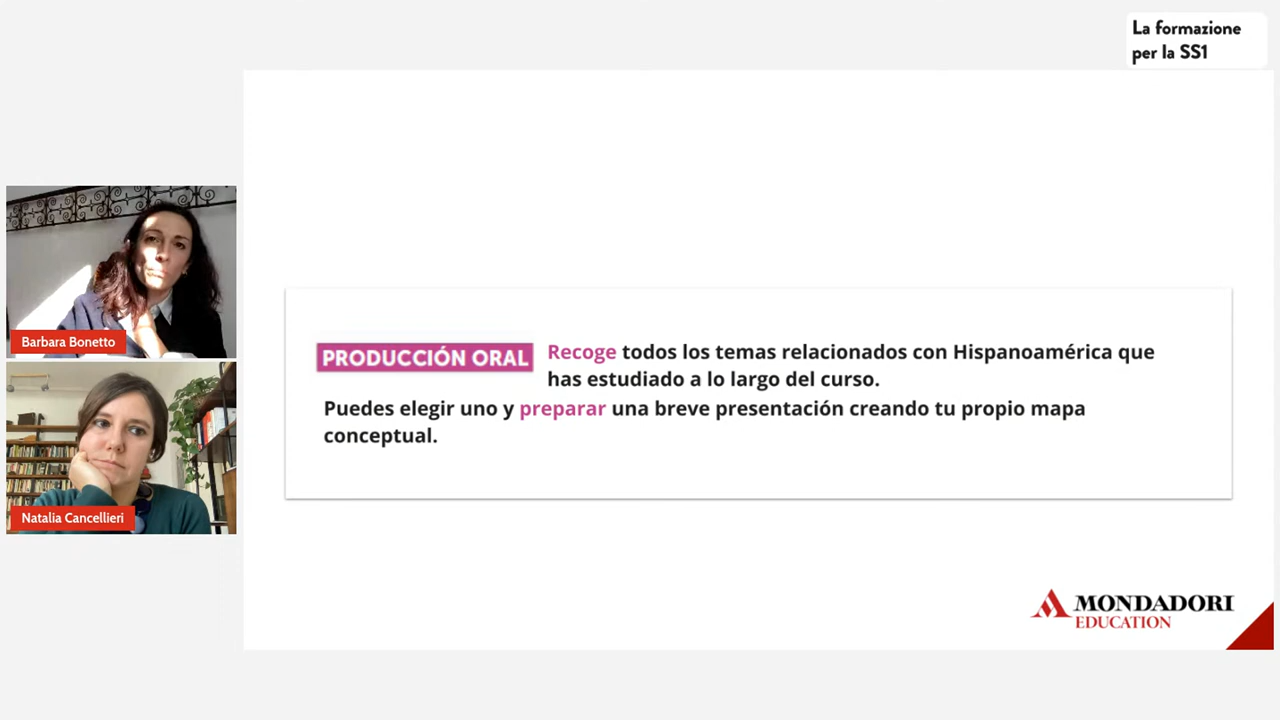 La formazione
per la SS1
Barbara Bonetto
Natalia Cancellieri
PRODUCCIÓN ORAL Recoge todos los temas relacionados con Hispanoamérica que
has estudiado a lo largo del curso.
Puedes elegir uno y preparar una breve presentación creando tu propio mapa
conceptual.
MONDADORI
EDUCATION